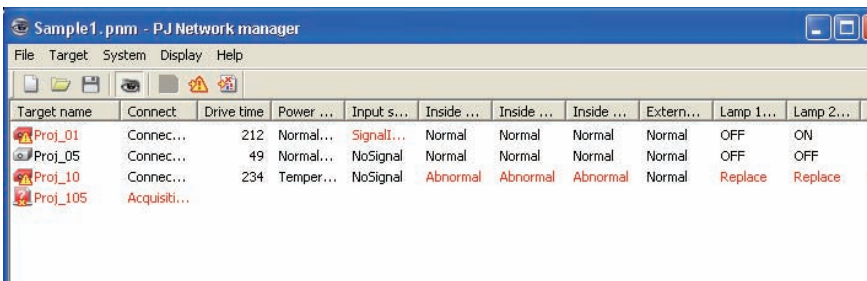 Sample1.pnm - PJ Network manager
File Target System Display Help
Target name Connect Drive time Power ... Input s... Inside ... Inside ... Inside ... Extern... Lamp 1... Lamp 2...
Proj_01 Connec... 212 Normal... SignalI... Normal Normal Normal Normal OFF ON
Proj_05 Connec... 49 Normal... NoSignal Normal Normal Normal Normal OFF OFF
Proj_10 Connec... 234 Temper... NoSignal Abnormal Abnormal Abnormal Normal Replace Replace
Proj_105 Acquisiti...